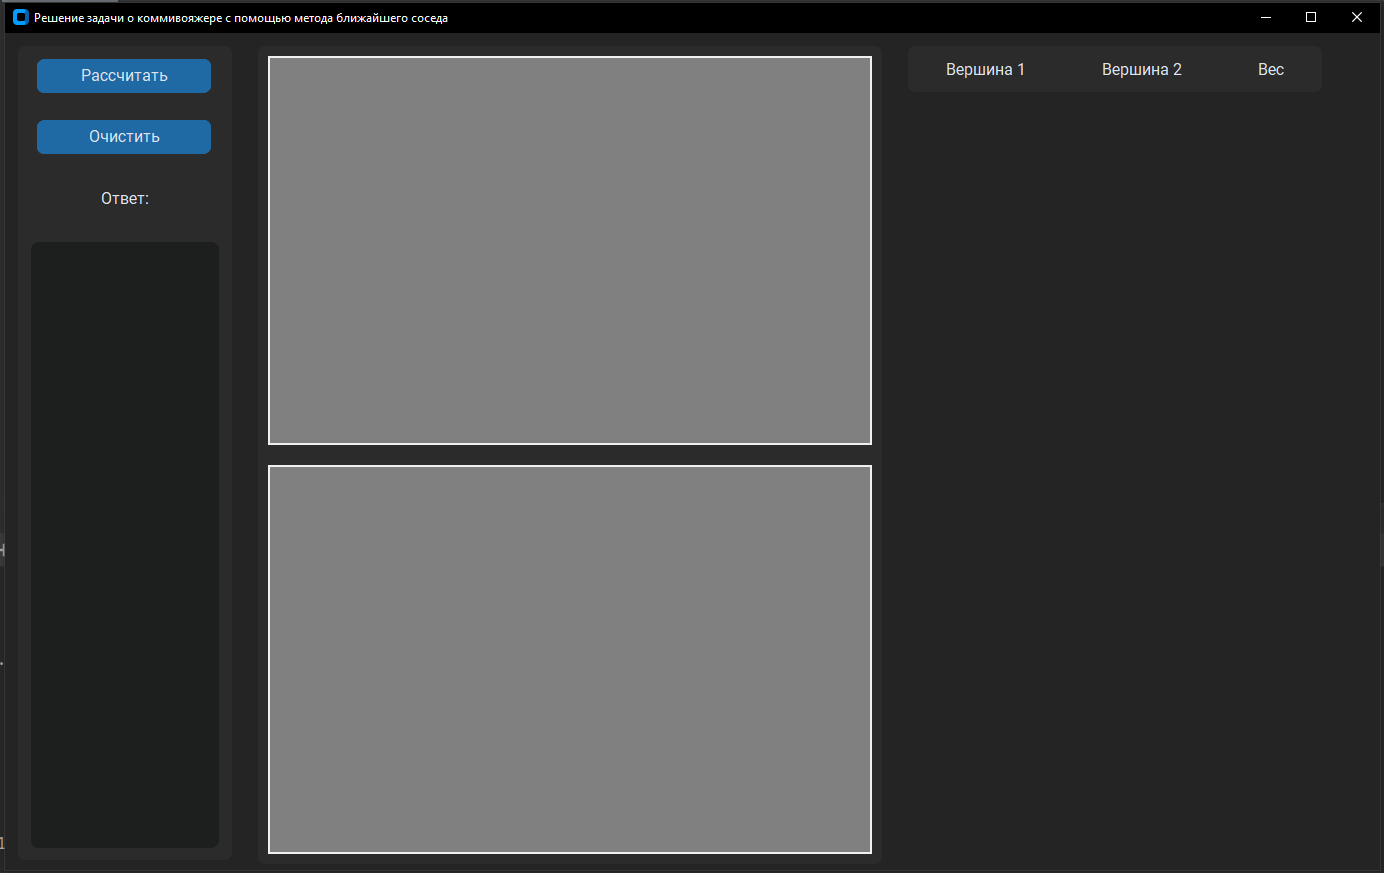 Решение задачи о коммивояжере с помощью метода ближайшего соседа
Рассчитать
Очистить
Ответ:
Вершина 1 Вершина 2 Вес